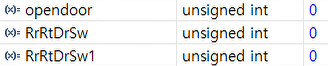 (x)= opendoor unsigned int 0
(x)= RrRtDrSw unsigned int 0
(x)= RrRtDrSw1 unsigned int 0